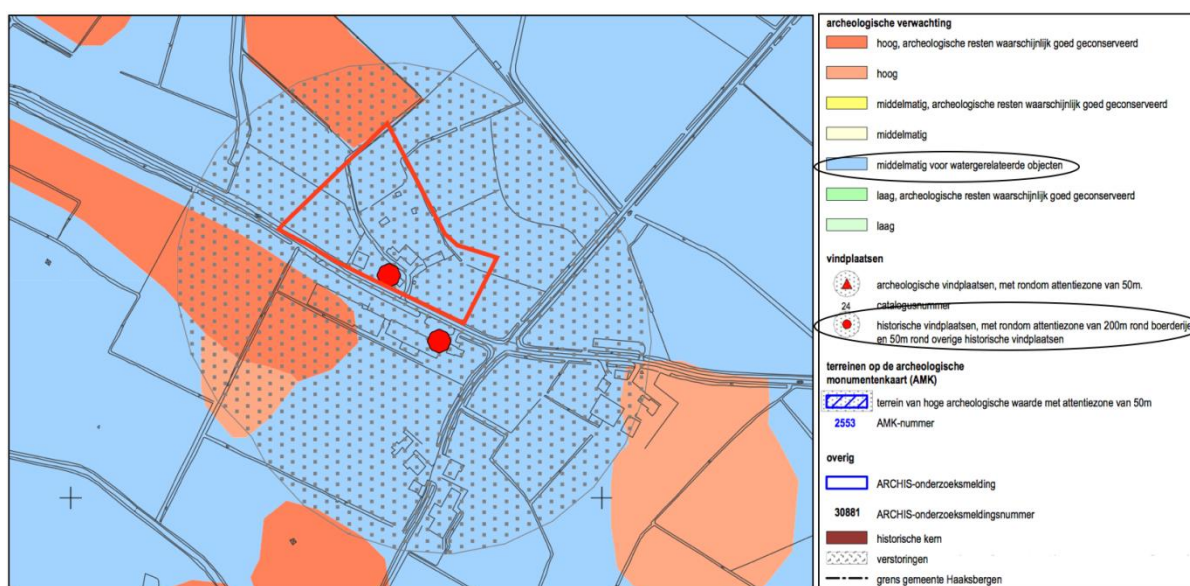 archeologische verwachting
hoog, archeologische resten waarschijnlijk goed geconserveerd
hoog
middelmatig, archeologische resten waarschijnlijk goed geconserveerd
middelmatig
middelmatig voor watergerelateerde objecten
laag, archeologische resten waarschijnlijk goed geconserveerd
laag
vindplaatsen
archeologische vindplaatsen, met rondom attentiezone van 50m.
24 catalogusnummer
historische vindplaatsen, met rondom attentiezone van 200m rond boerderije
en 50m rond overige historische vindplaatsen
terreinen op de archeologische
monumentenkaart (AMK)
terrein van hoge archeologische waarde met attentiezone van 50m
2553 AMK-nummer
overig
ARCHIS-onderzoeksmelding
30881 ARCHIS-onderzoeksmeldingsnummer
historische kern
verstoringen
grens gemeente Haaksbergen